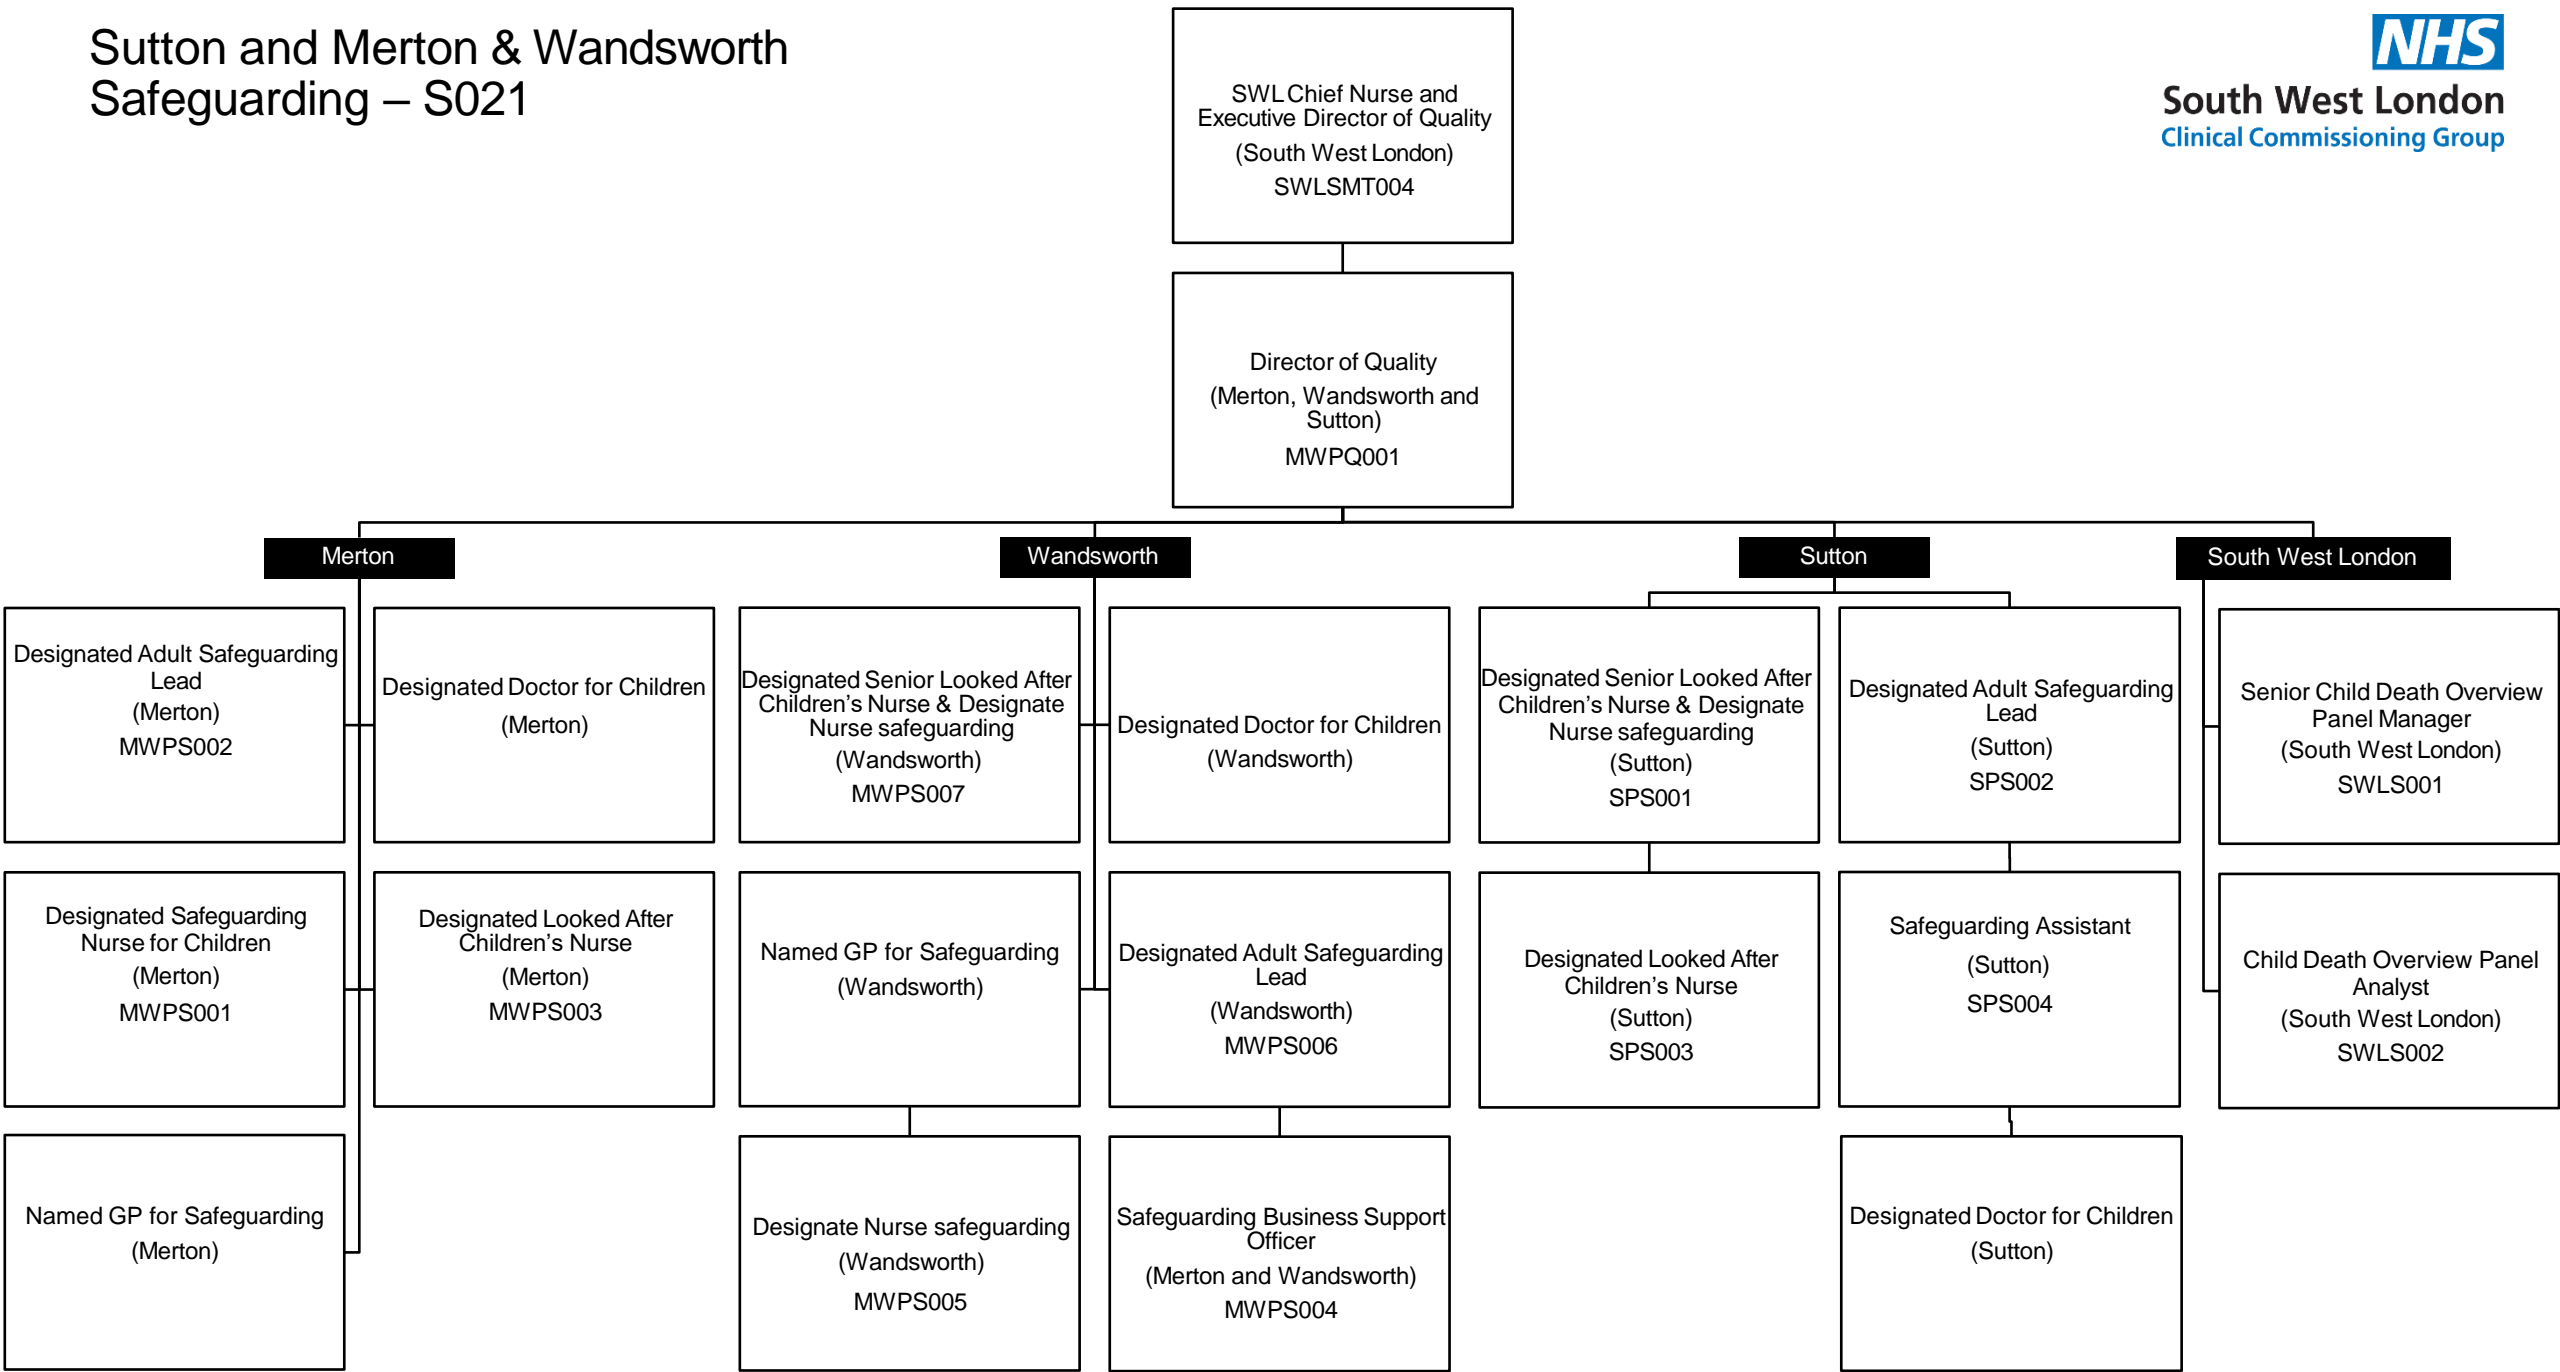 Sutton and Merton & Wandsworth
Safeguarding – S021
NHS
South West London
Clinical Commissioning Group
SWL Chief Nurse and
Executive Director of Quality
(South West London)
SWLSMT004
Director of Quality
(Merton, Wandsworth and
Sutton)
MWPQ001
Merton
Wandsworth
Sutton
South West London
Designated Adult Safeguarding
Lead
(Merton)
MWPS002
Designated Doctor for Children
(Merton)
Designated Senior Looked After
Children’s Nurse & Designate
Nurse safeguarding
(Wandsworth)
MWPS007
Designated Doctor for Children
(Wandsworth)
Designated Senior Looked After
Children’s Nurse & Designate
Nurse safeguarding
(Sutton)
SPS001
Designated Adult Safeguarding
Lead
(Sutton)
SPS002
Senior Child Death Overview
Panel Manager
(South West London)
SWLS001
Designated Safeguarding
Nurse for Children
(Merton)
MWPS001
Designated Looked After
Children’s Nurse
(Merton)
MWPS003
Named GP for Safeguarding
(Wandsworth)
Designated Adult Safeguarding
Lead
(Wandsworth)
MWPS006
Designated Looked After
Children’s Nurse
(Sutton)
SPS003
Safeguarding Assistant
(Sutton)
SPS004
Child Death Overview Panel
Analyst
(South West London)
SWLS002
Named GP for Safeguarding
(Merton)
Designate Nurse safeguarding
(Wandsworth)
MWPS005
Safeguarding Business Support
Officer
(Merton and Wandsworth)
MWPS004
Designated Doctor for Children
(Sutton)